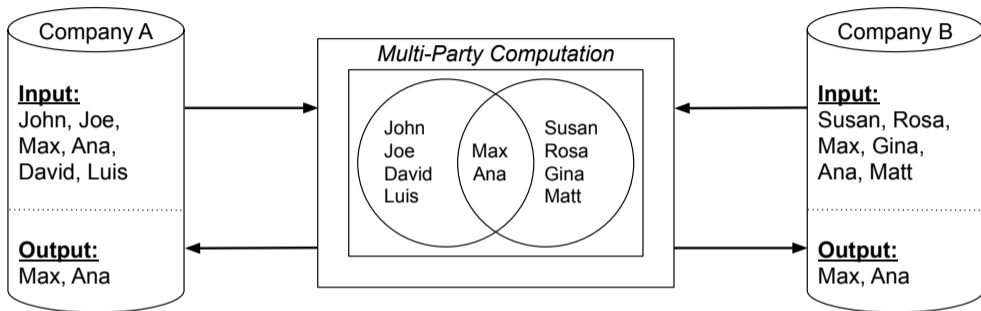 Company A
Input:
John, Joe,
Max, Ana,
David, Luis
Output:
Max, Ana
Multi-Party Computation
John
Joe
David
Luis
Max
Ana
Susan
Rosa
Gina
Matt
Company B
Input:
Susan, Rosa,
Max, Gina,
Ana, Matt
Output:
Max, Ana